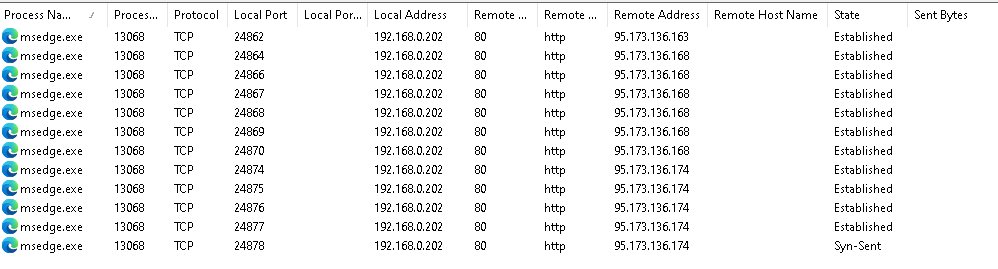 Process Na... Proces... Protocol Local Port Local Por... Local Address Remote ... Remote ... Remote Address Remote Host Name State Sent Bytes
msedge.exe 13068 TCP 24862 192.168.0.202 80 http 95.173.136.163 Established
msedge.exe 13068 TCP 24864 192.168.0.202 80 http 95.173.136.168 Established
msedge.exe 13068 TCP 24866 192.168.0.202 80 http 95.173.136.168 Established
msedge.exe 13068 TCP 24867 192.168.0.202 80 http 95.173.136.168 Established
msedge.exe 13068 TCP 24868 192.168.0.202 80 http 95.173.136.168 Established
msedge.exe 13068 TCP 24869 192.168.0.202 80 http 95.173.136.168 Established
msedge.exe 13068 TCP 24870 192.168.0.202 80 http 95.173.136.168 Established
msedge.exe 13068 TCP 24874 192.168.0.202 80 http 95.173.136.174 Established
msedge.exe 13068 TCP 24875 192.168.0.202 80 http 95.173.136.174 Established
msedge.exe 13068 TCP 24876 192.168.0.202 80 http 95.173.136.174 Established
msedge.exe 13068 TCP 24877 192.168.0.202 80 http 95.173.136.174 Established
msedge.exe 13068 TCP 24878 192.168.0.202 80 http 95.173.136.174 Syn-Sent